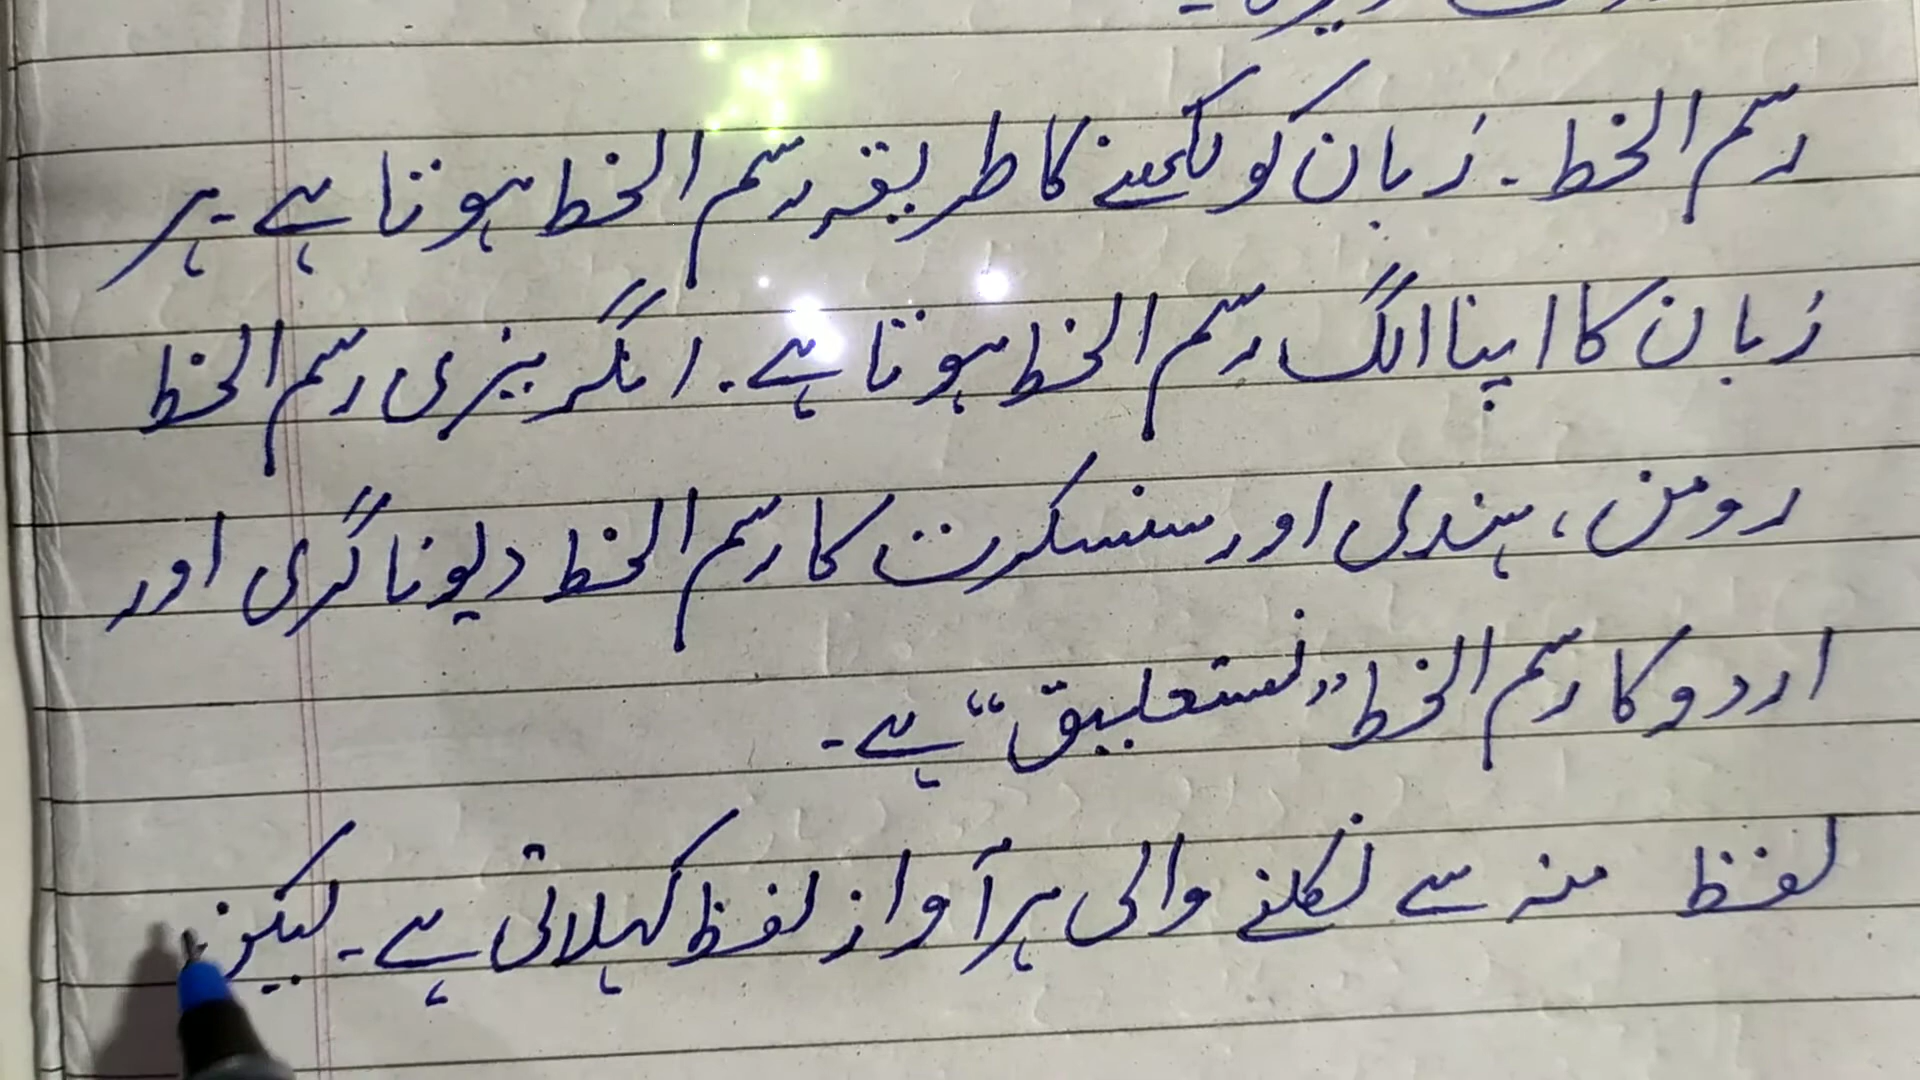 رسم الخط ۔ زبان کو لکھنے کا طریقہ رسم الخط ہوتا ہے ۔ ہر
زبان کا اپنا الگ رسم الخط ہوتا ہے ۔ انگریزی رسم الخط
رومن ، ہندی اور سنسکرت کا رسم الخط دیوناگری اور
اردو کا رسم الخط ”نستعلیق“ ہے ۔
لفظ منہ سے نکلنے والی ہر آواز لفظ کہلاتی ہے ۔ لیکن